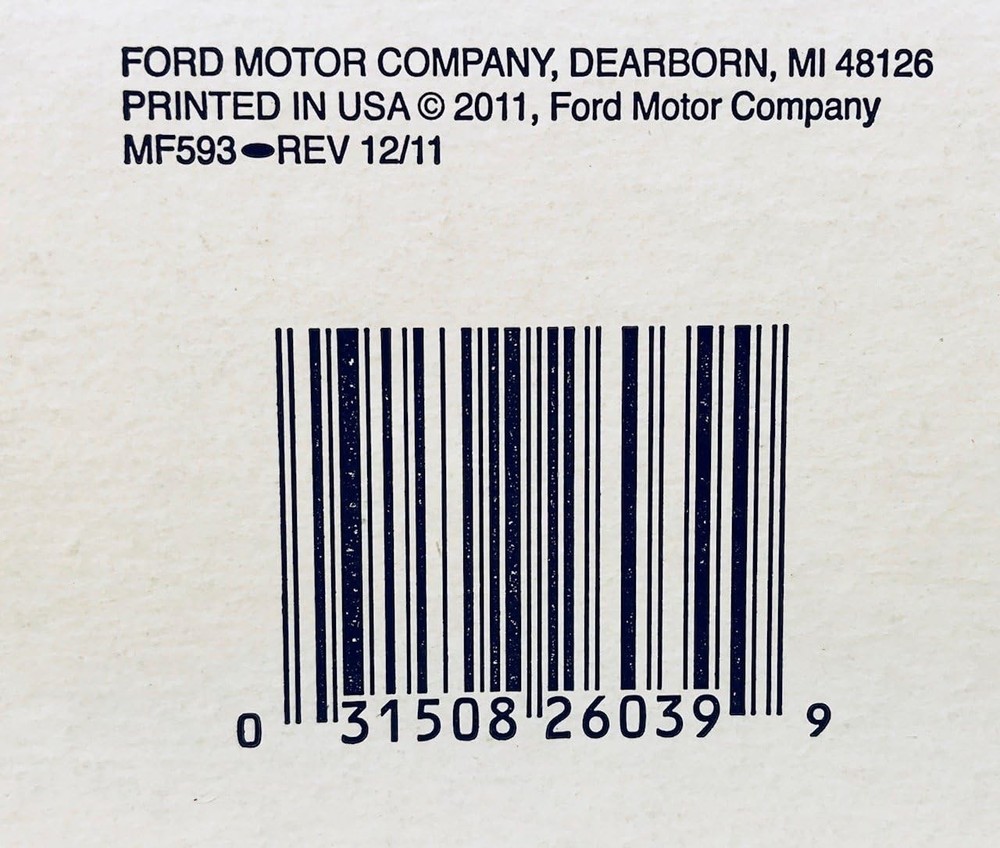 FORD MOTOR COMPANY, DEARBORN, MI 48126
PRINTED IN USA © 2011, Ford Motor Company
MF593 REV 12/11
0 31508 26039 9